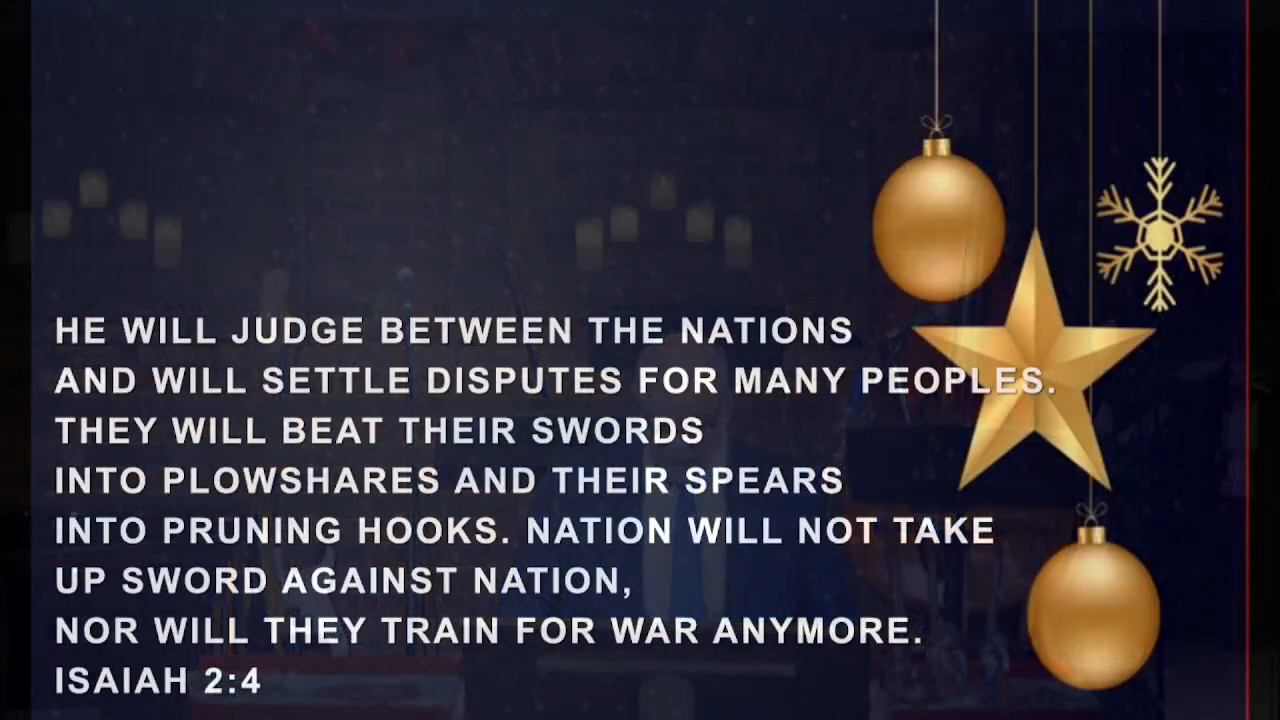 HE WILL JUDGE BETWEEN THE NATIONS
AND WILL SETTLE DISPUTES FOR MANY PEOPLES.
THEY WILL BEAT THEIR SWORDS
INTO PLOWSHARES AND THEIR SPEARS
INTO PRUNING HOOKS. NATION WILL NOT TAKE
UP SWORD AGAINST NATION,
NOR WILL THEY TRAIN FOR WAR ANYMORE.
ISAIAH 2:4